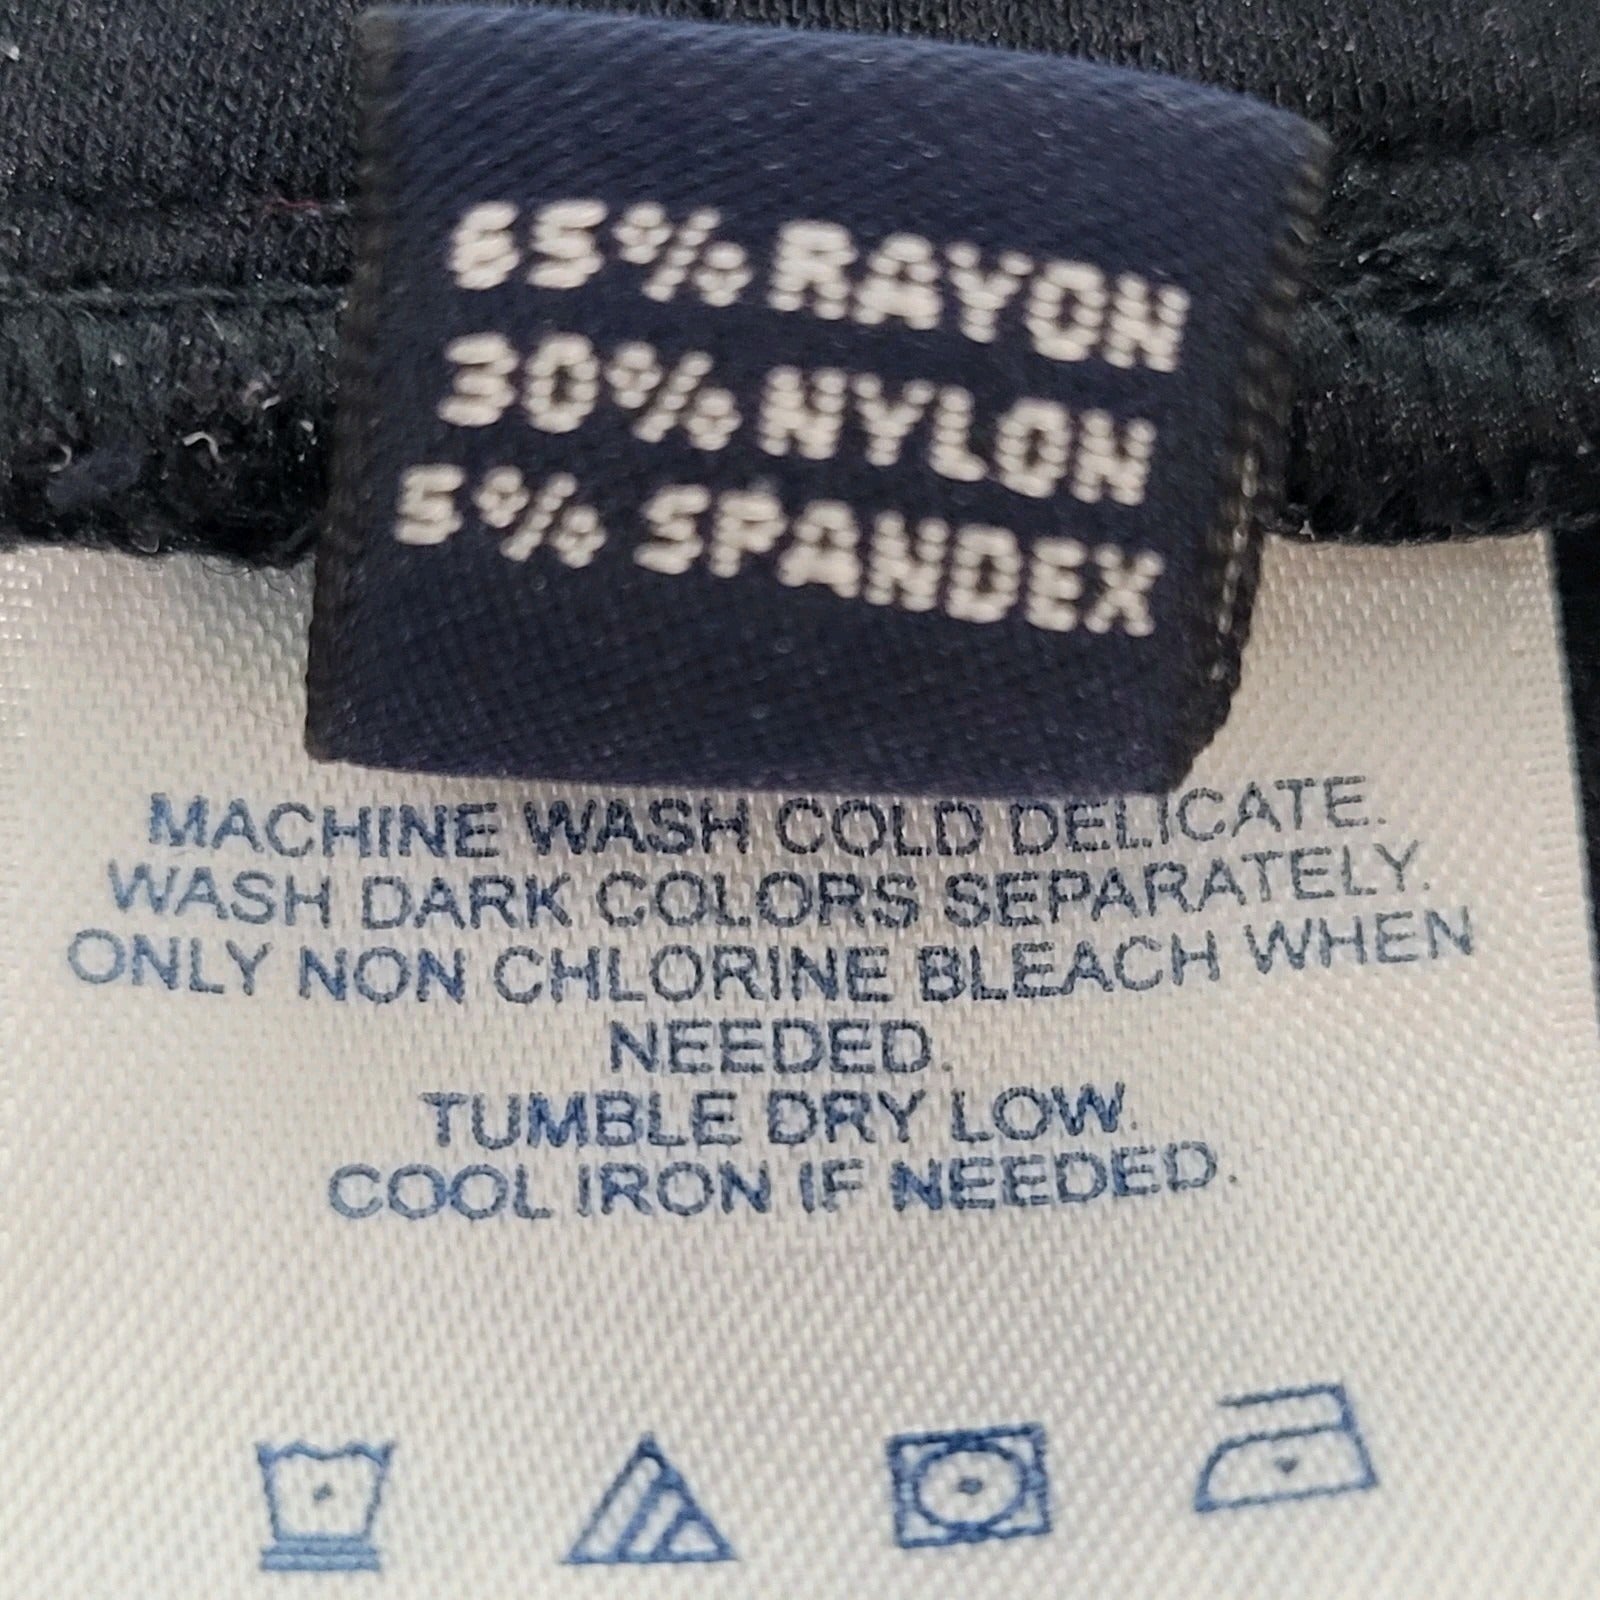 65% RAYON
30% NYLON
5% SPANDEX
MACHINE WASH COLD DELICATE.
WASH DARK COLORS SEPARATELY.
ONLY NON CHLORINE BLEACH WHEN
NEEDED.
TUMBLE DRY LOW.
COOL IRON IF NEEDED.